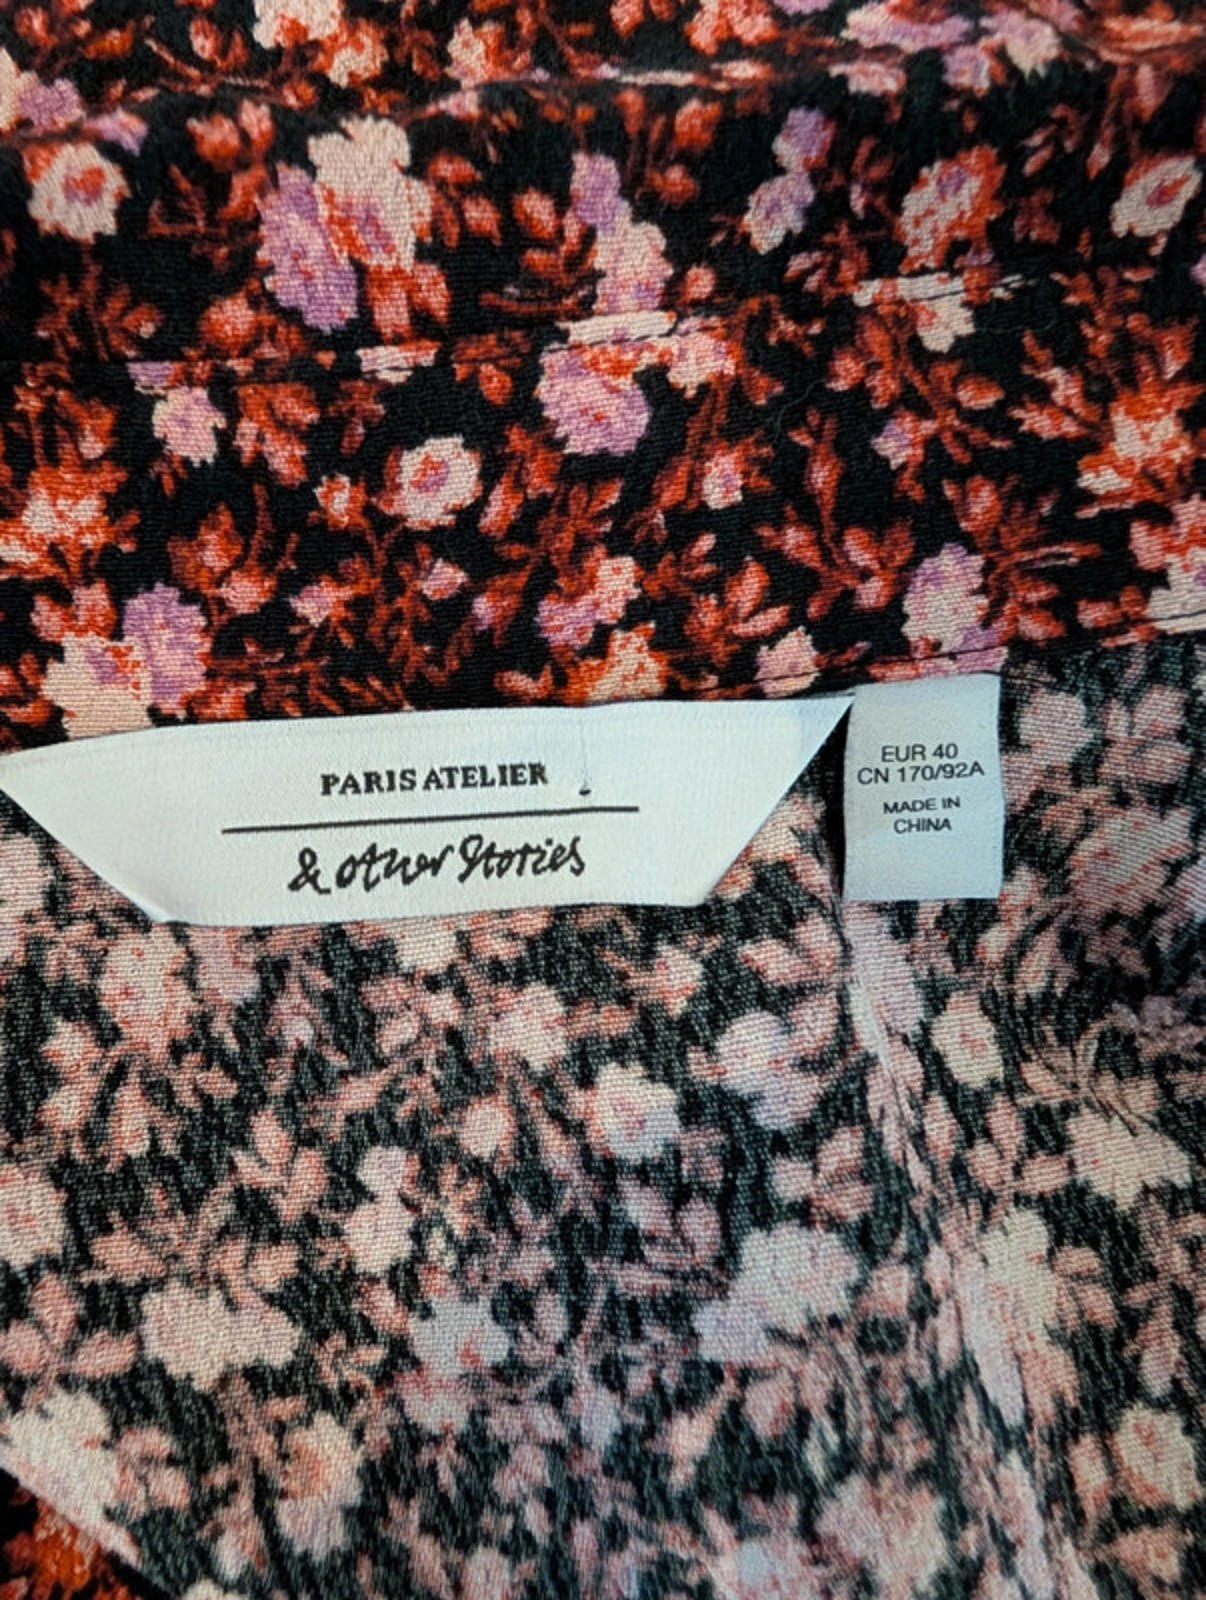 PARIS ATELIER
& other Stories
EUR 40
CN 170/92A
MADE IN
CHINA